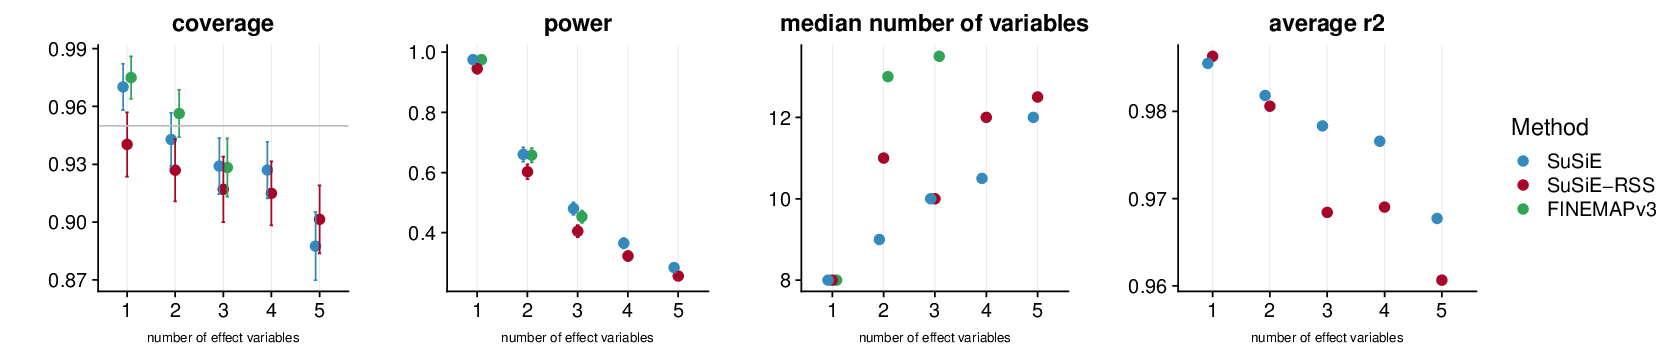 coverage
0.99
0.96
0.93
0.90
0.87
1 2 3 4 5
number of effect variables
power
1.0
0.8
0.6
0.4
1 2 3 4 5
number of effect variables
median number of variables
12
10
8
1 2 3 4 5
number of effect variables
average r2
0.98
0.97
0.96
1 2 3 4 5
number of effect variables
Method
SuSiE
SuSiE−RSS
FINEMAPv3